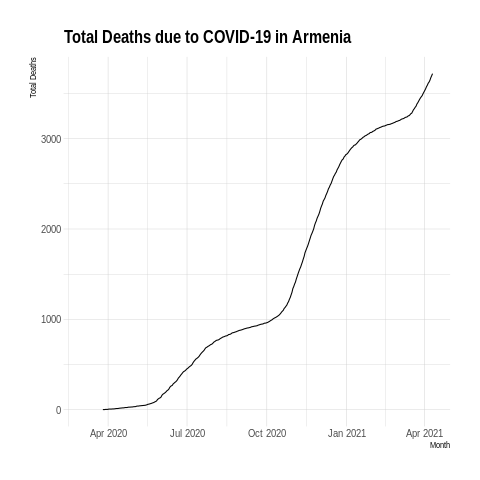 Total Deaths due to COVID-19 in Armenia
Total Deaths
3000
2000
1000
0
Apr 2020 Jul 2020 Oct 2020 Jan 2021 Apr 2021
Month